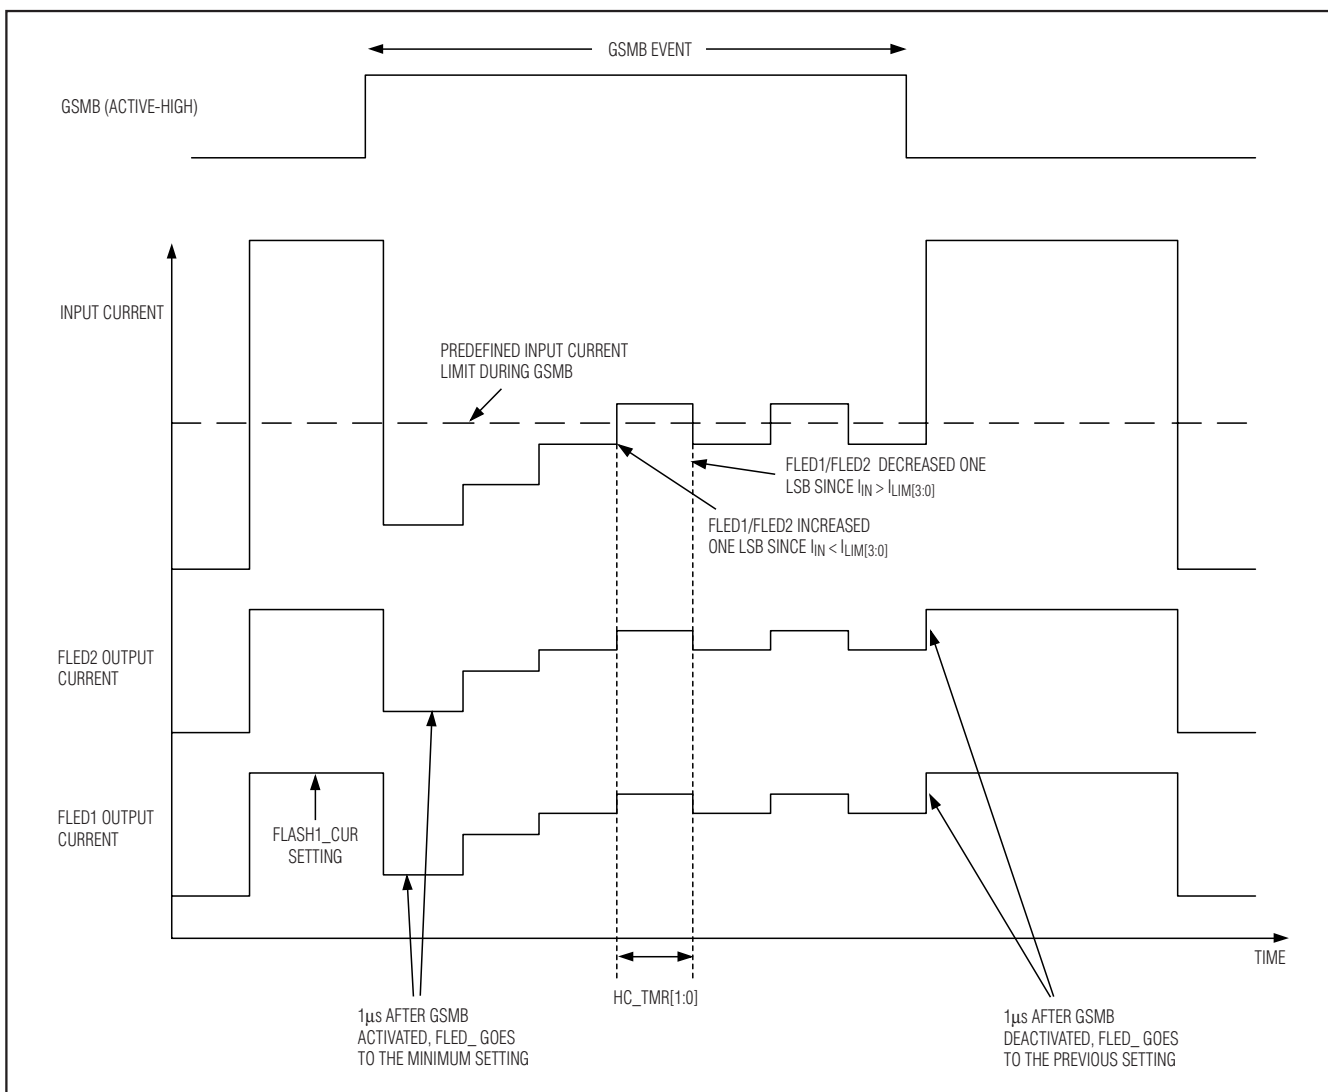 GSMB EVENT
GSMB (ACTIVE-HIGH)
INPUT CURRENT
PREDEFINED INPUT CURRENT
LIMIT DURING GSMB
FLED1/FLED2 DECREASED ONE
LSB SINCE IIN > ILIM[3:0]
FLED1/FLED2 INCREASED
ONE LSB SINCE IIN < ILIM[3:0]
FLED2 OUTPUT
CURRENT
FLED1 OUTPUT
CURRENT
FLASH1_CUR
SETTING
TIME
HC_TMR[1:0]
1µs AFTER GSMB
ACTIVATED, FLED_ GOES
TO THE MINIMUM SETTING
1µs AFTER GSMB
DEACTIVATED, FLED_ GOES
TO THE PREVIOUS SETTING